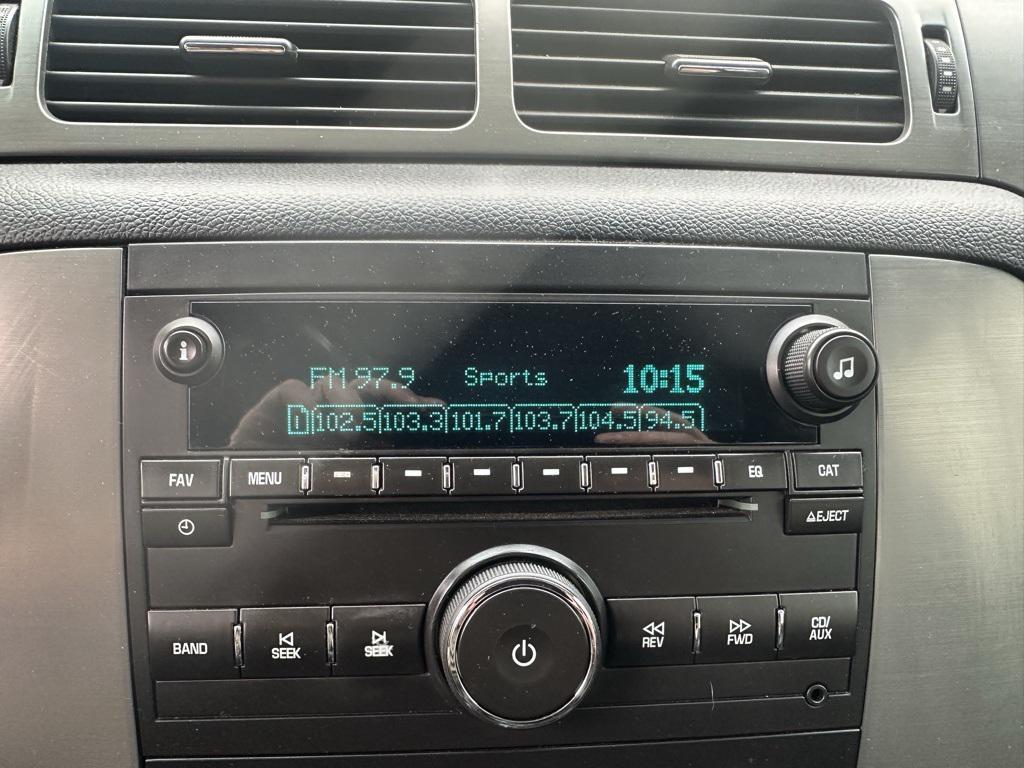 i
FM 97.9 Sports 10:15
1 102.5 103.3 101.7 103.7 104.5 94.5
FAV MENU EQ CAT
EJECT
BAND SEEK SEEK REV FWD CD/
AUX